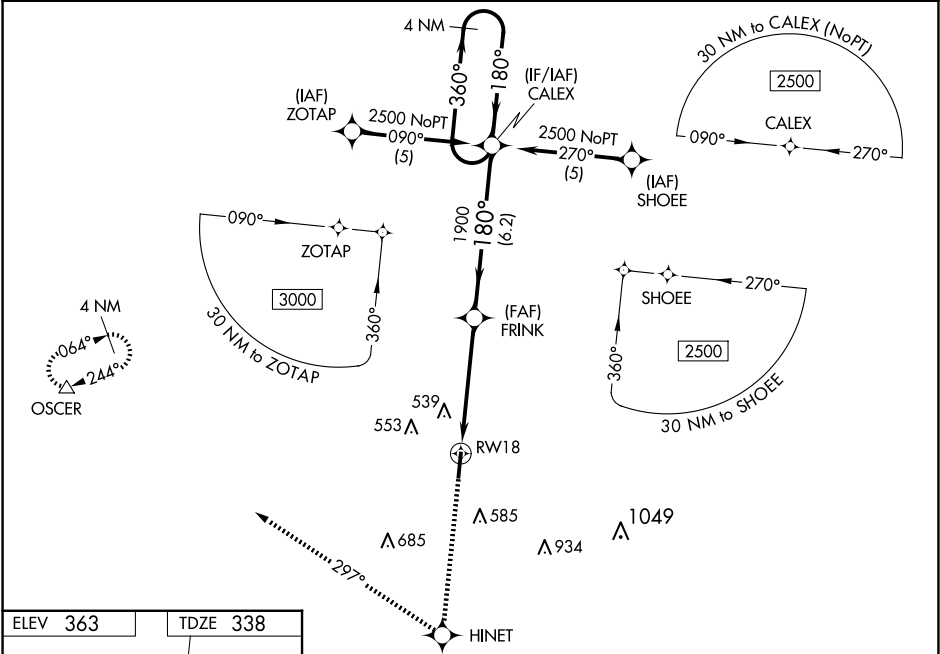 4 NM
360°
180°
(IF/IAF)
CALEX
(IAF)
ZOTAP
2500 NoPT
090°
(5)
2500 NoPT
270°
(5)
(IAF)
SHOEE
30 NM to CALEX (NoPT)
2500
CALEX
090°
270°
1900
180°
(6.2)
090°
ZOTAP
3000
360°
30 NM to ZOTAP
(FAF)
FRINK
SHOEE
270°
2500
360°
30 NM to SHOEE
4 NM
064°
244°
OSCER
539
553
RW18
585
685
934
1049
297°
HINET
ELEV 363
TDZE 338